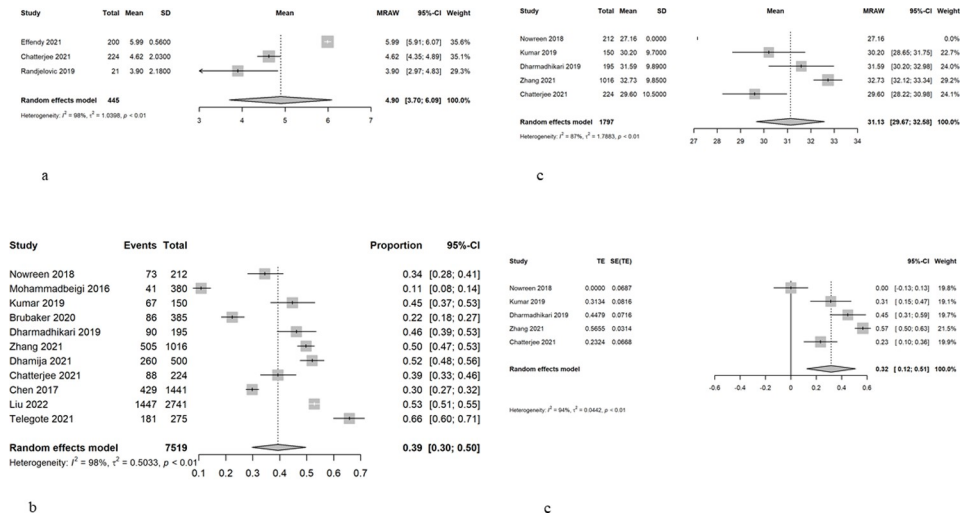 Study Total Mean SD Mean MRAW 95%-CI Weight
Effendy 2021 200 5.99 0.5600 5.99 [5.91; 6.07] 35.6%
Chatterjee 2021 224 4.62 2.0300 4.62 [4.35; 4.89] 35.1%
Randjelovic 2019 21 3.90 2.1800 3.90 [2.97; 4.83] 29.3%
Random effects model 445 4.90 [3.70; 6.09] 100.0%
Heterogeneity: I² = 98%, τ² = 1.0398, p < 0.01
3 4 5 6 7
a
Study Total Mean SD Mean MRAW 95%-CI Weight
Nowreen 2018 212 27.16 0.0000 27.16 0.0%
Kumar 2019 150 30.20 9.7000 30.20 [28.65; 31.75] 22.7%
Dharmadhikari 2019 195 31.59 9.8900 31.59 [30.20; 32.98] 24.0%
Zhang 2021 1016 32.73 9.8500 32.73 [32.12; 33.34] 29.2%
Chatterjee 2021 224 29.60 10.5000 29.60 [28.22; 30.98] 24.1%
Random effects model 1797 31.13 [29.67; 32.58] 100.0%
Heterogeneity: I² = 87%, τ² = 1.7883, p < 0.01
27 28 29 30 31 32 33 34
c
Study Events Total Proportion 95%-CI
Nowreen 2018 73 212 0.34 [0.28; 0.41]
Mohammadbeigi 2016 41 380 0.11 [0.08; 0.14]
Kumar 2019 67 150 0.45 [0.37; 0.53]
Brubaker 2020 86 385 0.22 [0.18; 0.27]
Dharmadhikari 2019 90 195 0.46 [0.39; 0.53]
Zhang 2021 505 1016 0.50 [0.47; 0.53]
Dhamija 2021 260 500 0.52 [0.48; 0.56]
Chatterjee 2021 88 224 0.39 [0.33; 0.46]
Chen 2017 429 1441 0.30 [0.27; 0.32]
Liu 2022 1447 2741 0.53 [0.51; 0.55]
Telegote 2021 181 275 0.66 [0.60; 0.71]
Random effects model 7519 0.39 [0.30; 0.50]
Heterogeneity: I² = 98%, τ² = 0.5033, p < 0.01
0.1 0.2 0.3 0.4 0.5 0.6 0.7
b
Study TE SE(TE) 95%-CI Weight
Nowreen 2018 0.0000 0.0687 0.00 [-0.13; 0.13] 19.8%
Kumar 2019 0.3134 0.0816 0.31 [0.15; 0.47] 19.2%
Dharmadhikari 2019 0.4479 0.0716 0.45 [0.31; 0.59] 19.7%
Zhang 2021 0.5655 0.0314 0.57 [0.50; 0.63] 21.3%
Chatterjee 2021 0.2324 0.0668 0.23 [0.10; 0.36] 19.9%
Random effects model 0.32 [ 0.12; 0.51] 100.0%
-0.6 -0.4 -0.2 0 0.2 0.4 0.6
Heterogeneity: I² = 94%, τ² = 0.0442, p < 0.01
c